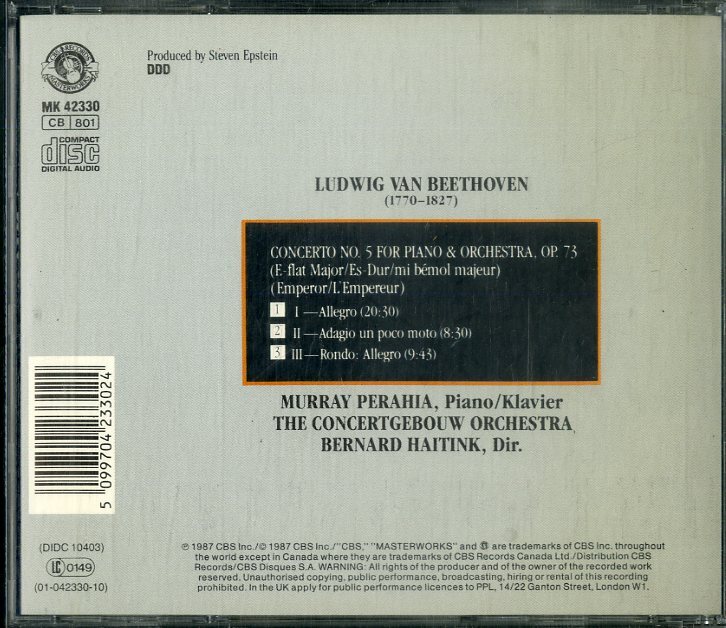 CBS RECORDS
MASTERWORKS
Produced by Steven Epstein
DDD
MK 42330
CB 801
COMPACT
disc
DIGITAL AUDIO
LUDWIG VAN BEETHOVEN
(1770–1827)
CONCERTO NO. 5 FOR PIANO & ORCHESTRA, OP. 73
(E-flat Major/Es-Dur/mi bémol majeur)
(Emperor/L'Empereur)
1 I—Allegro (20:30)
2 II—Adagio un poco moto (8:30)
3 III—Rondo: Allegro (9:43)
MURRAY PERAHIA, Piano/Klavier
THE CONCERTGEBOUW ORCHESTRA
BERNARD HAITINK, Dir.
5 099704 233024
(DIDC 10403)
LC 0149
(01-042330-10)
℗ 1987 CBS Inc./© 1987 CBS Inc./"CBS," "MASTERWORKS" and are trademarks of CBS Inc. throughout
the world except in Canada where they are trademarks of CBS Records Canada Ltd./Distribution CBS
Records/CBS Disques S.A. WARNING: All rights of the producer and of the owner of the recorded work
reserved. Unauthorised copying, public performance, broadcasting, hiring or rental of this recording
prohibited. In the UK apply for public performance licences to PPL, 14/22 Ganton Street, London W1.